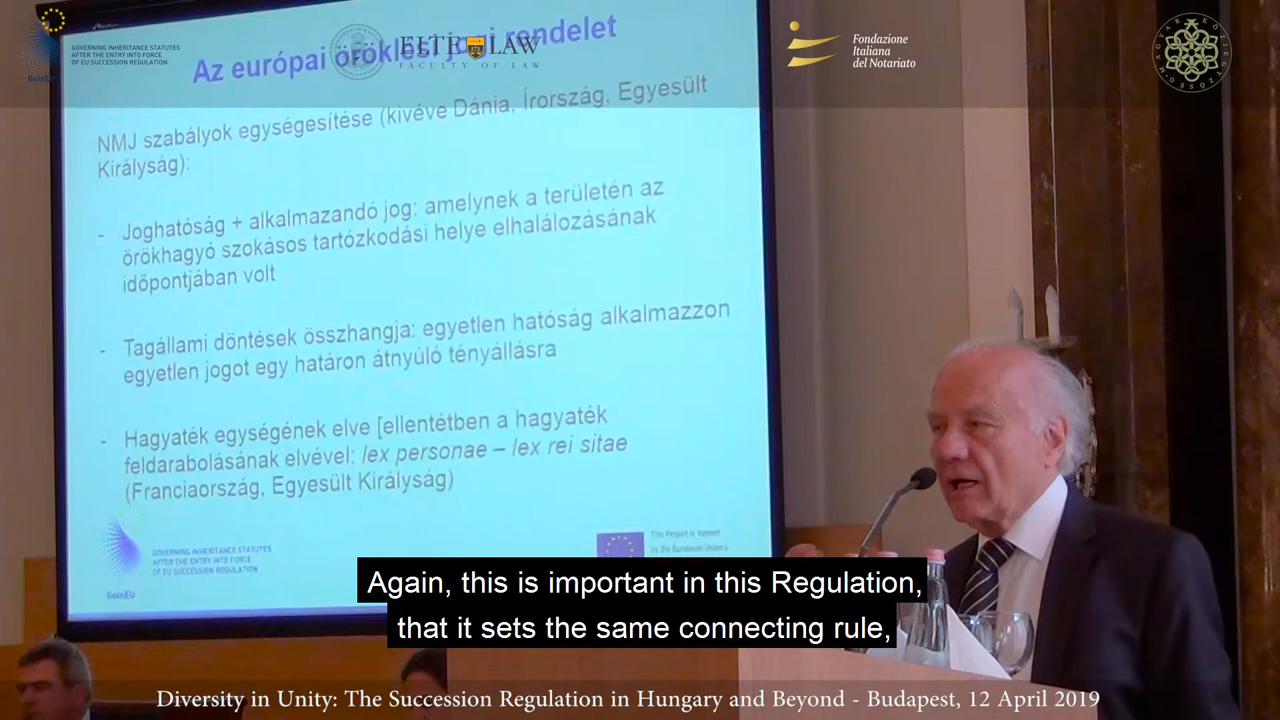 GOVERNING INHERITANCE STATUTES
AFTER THE ENTRY INTO FORCE
OF EU SUCCESSION REGULATION
GoInEU
ELTE LAW
FACULTY OF LAW
Fondazione
Italiana
del Notariato
MAGYAR KÖZJEGYZŐSÉG
Az európai öröklési jogi rendelet
NMJ szabályok egységesítése (kivéve Dánia, Írország, Egyesült
Királyság):
- Joghatóság + alkalmazandó jog: amelynek a területén az
örökhagyó szokásos tartózkodási helye elhalálozásának
időpontjában volt
- Tagállami döntések összhangja: egyetlen hatóság alkalmazzon
egyetlen jogot egy határon átnyúló tényállásra
- Hagyaték egységének elve [ellentétben a hagyaték
feldarabolásának elvével: lex personae – lex rei sitae
(Franciaország, Egyesült Királyság)
GOVERNING INHERITANCE STATUTES
AFTER THE ENTRY INTO FORCE
OF EU SUCCESSION REGULATION
GoInEU
This Project is
by the European Union's
Again, this is important in this Regulation,
that it sets the same connecting rule,
Diversity in Unity: The Succession Regulation in Hungary and Beyond - Budapest, 12 April 2019